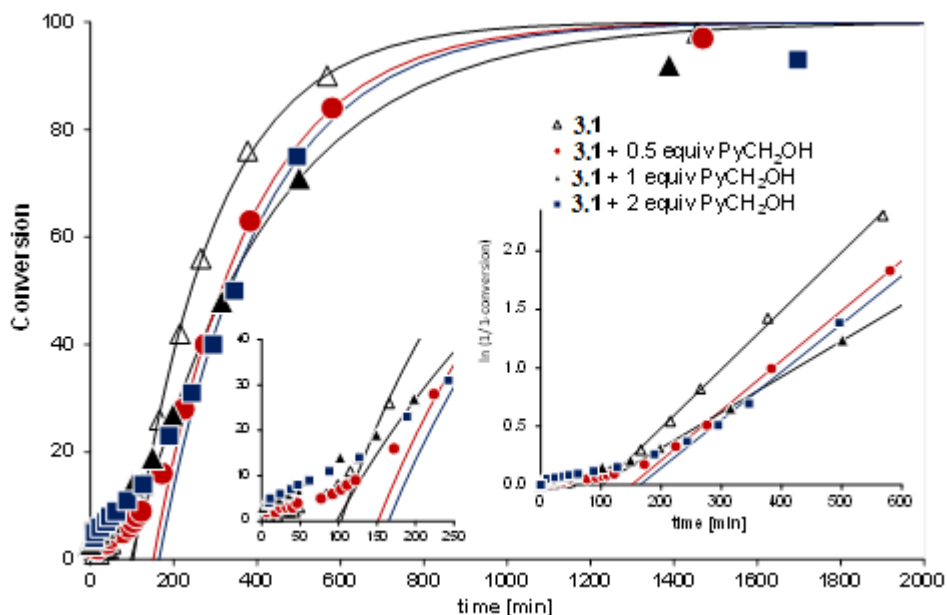 100
80
60
40
20
0
Conversion
0 200 400 600 800 1000 1200 1400 1600 1800 2000
time [min]
3.1
3.1 + 0.5 equiv PyCH₂OH
3.1 + 1 equiv PyCH₂OH
3.1 + 2 equiv PyCH₂OH
40
30
20
10
0
0 50 100 150 200 250
2.0
1.5
1.0
0.5
0.0
ln (1/1-conversion)
0 100 200 300 400 500 600
time [min]